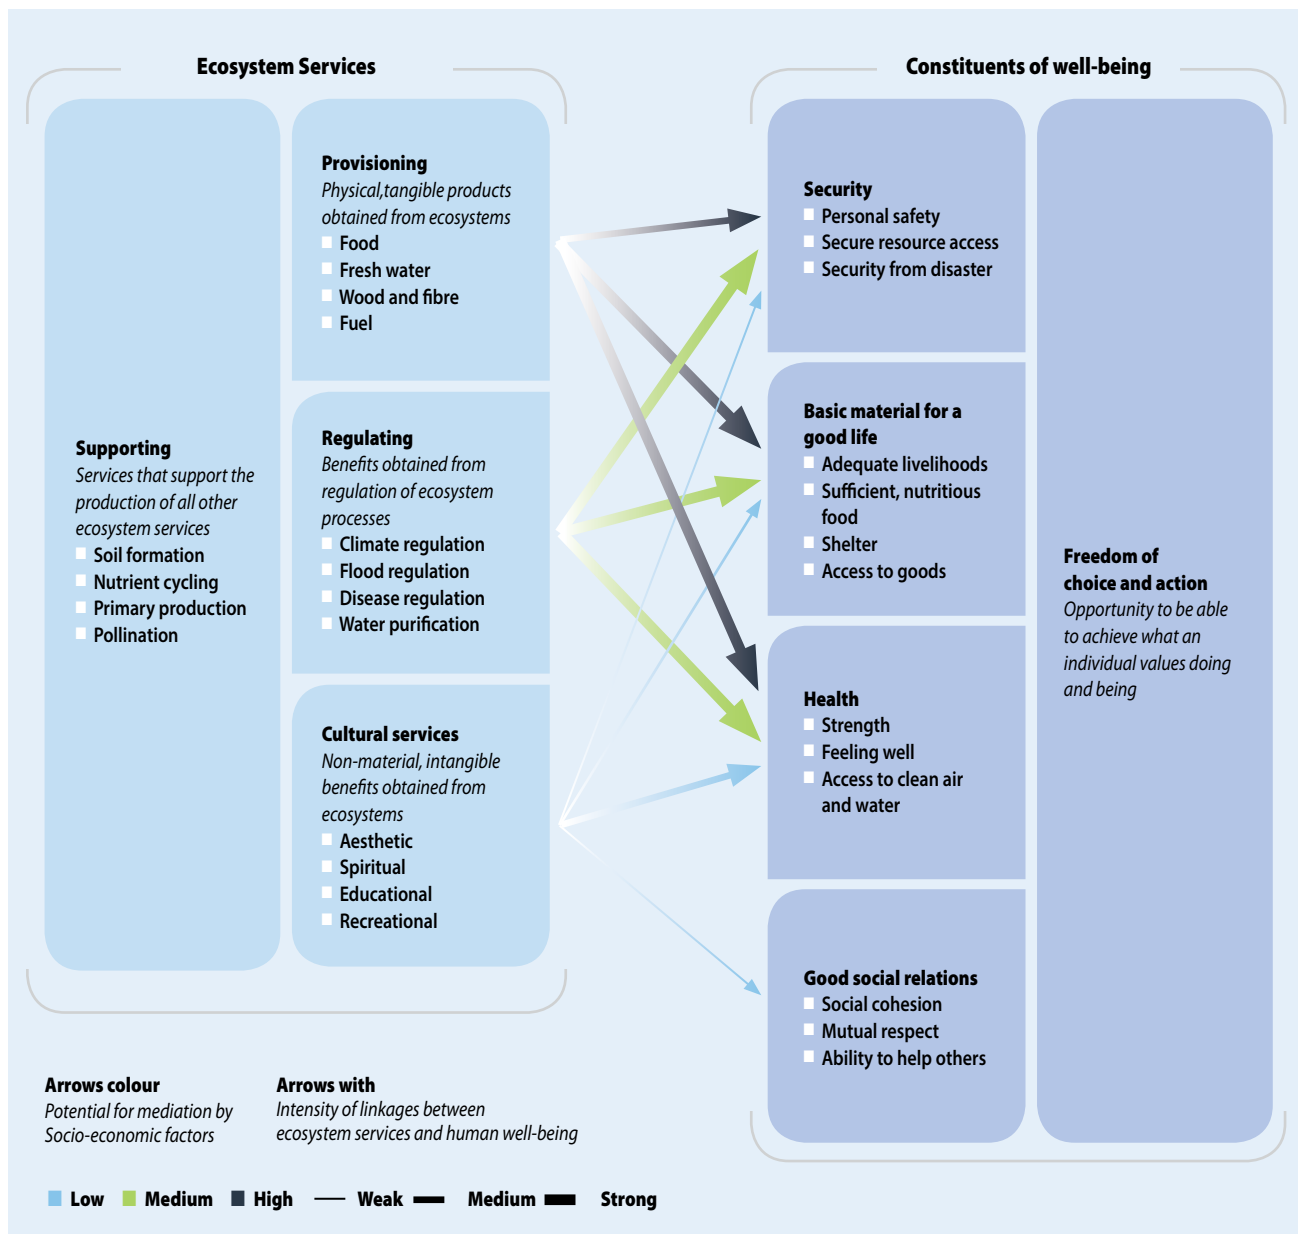 Ecosystem Services
Supporting
Services that support the
production of all other
ecosystem services
Soil formation
Nutrient cycling
Primary production
Pollination
Provisioning
Physical,tangible products
obtained from ecosystems
Food
Fresh water
Wood and fibre
Fuel
Regulating
Benefits obtained from
regulation of ecosystem
processes
Climate regulation
Flood regulation
Disease regulation
Water purification
Cultural services
Non-material, intangible
benefits obtained from
ecosystems
Aesthetic
Spiritual
Educational
Recreational
Constituents of well-being
Security
Personal safety
Secure resource access
Security from disaster
Basic material for a
good life
Adequate livelihoods
Sufficient, nutritious
food
Shelter
Access to goods
Health
Strength
Feeling well
Access to clean air
and water
Good social relations
Social cohesion
Mutual respect
Ability to help others
Freedom of
choice and action
Opportunity to be able
to achieve what an
individual values doing
and being
Arrows colour
Potential for mediation by
Socio-economic factors
Arrows with
Intensity of linkages between
ecosystem services and human well-being
Low Medium High Weak Medium Strong